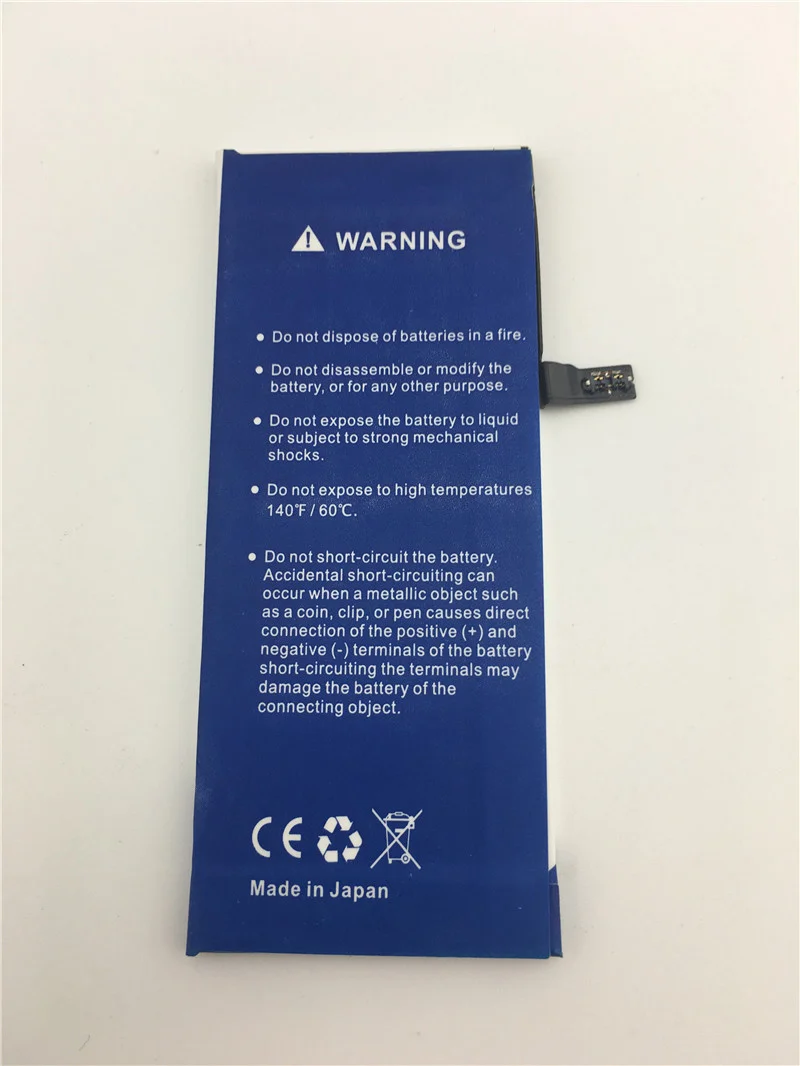 WARNING
• Do not dispose of batteries in a fire.
• Do not disassemble or modify the
battery, or for any other purpose.
• Do not expose the battery to liquid
or subject to strong mechanical
shocks.
• Do not expose to high temperatures
140°F / 60℃.
• Do not short-circuit the battery.
Accidental short-circuiting can
occur when a metallic object such
as a coin, clip, or pen causes direct
connection of the positive (+) and
negative (-) terminals of the battery
short-circuiting the terminals may
damage the battery of the
connecting object.
CE
Made in Japan